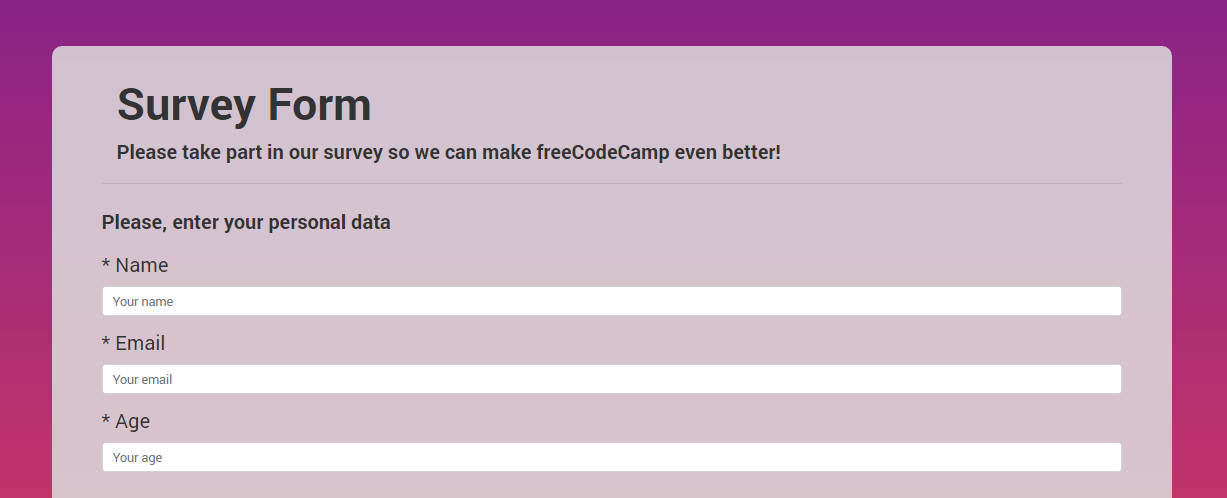 Survey Form
Please take part in our survey so we can make freeCodeCamp even better!
Please, enter your personal data
* Name
Your name
* Email
Your email
* Age
Your age